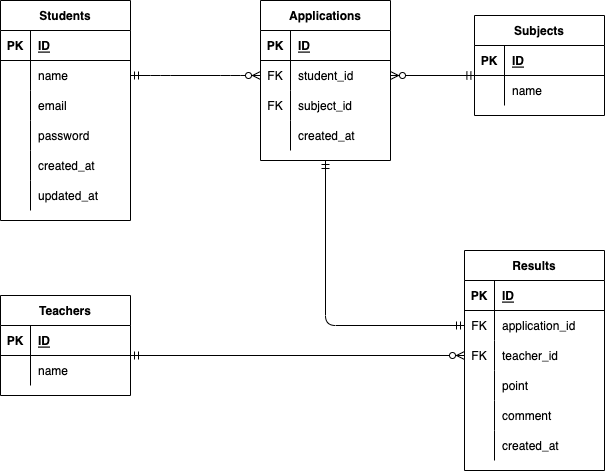 Students
PK ID
name
email
password
created_at
updated_at
Applications
PK ID
FK student_id
FK subject_id
created_at
Subjects
PK ID
name
Teachers
PK ID
name
Results
PK ID
FK application_id
FK teacher_id
point
comment
created_at